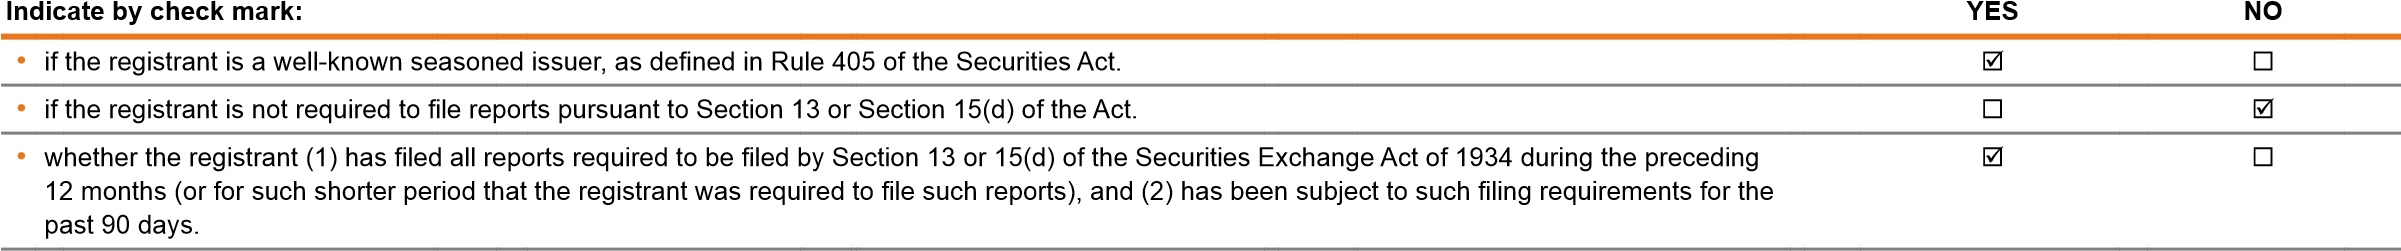 Indicate by check mark: YES NO
• if the registrant is a well-known seasoned issuer, as defined in Rule 405 of the Securities Act. ☑ ☐
• if the registrant is not required to file reports pursuant to Section 13 or Section 15(d) of the Act. ☐ ☑
• whether the registrant (1) has filed all reports required to be filed by Section 13 or 15(d) of the Securities Exchange Act of 1934 during the preceding ☑ ☐
12 months (or for such shorter period that the registrant was required to file such reports), and (2) has been subject to such filing requirements for the
past 90 days.